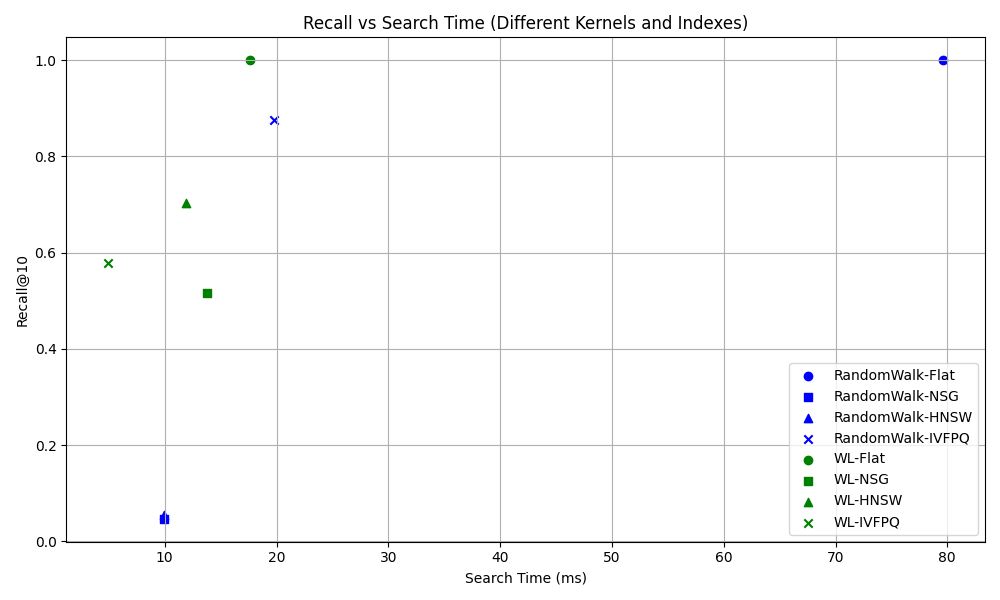 Recall vs Search Time (Different Kernels and Indexes)
Recall@10
1.0
0.8
0.6
0.4
0.2
0.0
10
20
30
40
50
60
70
80
Search Time (ms)
RandomWalk-Flat
RandomWalk-NSG
RandomWalk-HNSW
RandomWalk-IVFPQ
WL-Flat
WL-NSG
WL-HNSW
WL-IVFPQ